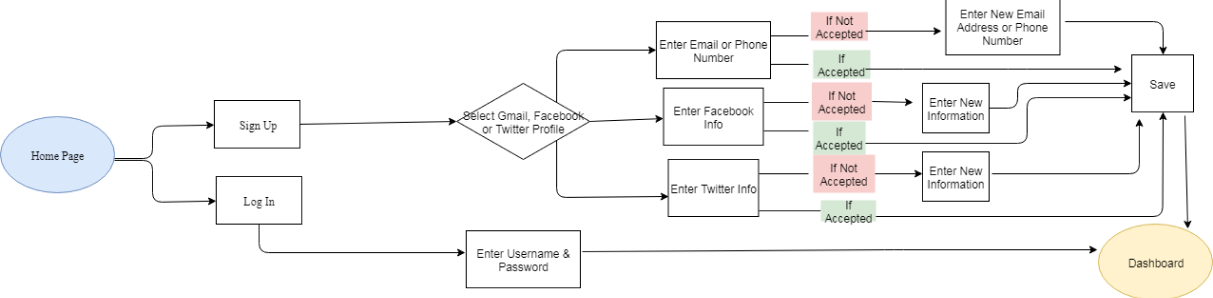 Home Page
Sign Up
Log In
Select Gmail, Facebook
or Twitter Profile
Enter Email or Phone
Number
If Not
Accepted
If
Accepted
Enter New Email
Address or Phone
Number
Enter Facebook
Info
If Not
Accepted
If
Accepted
Enter New
Information
Enter Twitter Info
If Not
Accepted
If
Accepted
Enter New
Information
Save
Enter Username &
Password
Dashboard